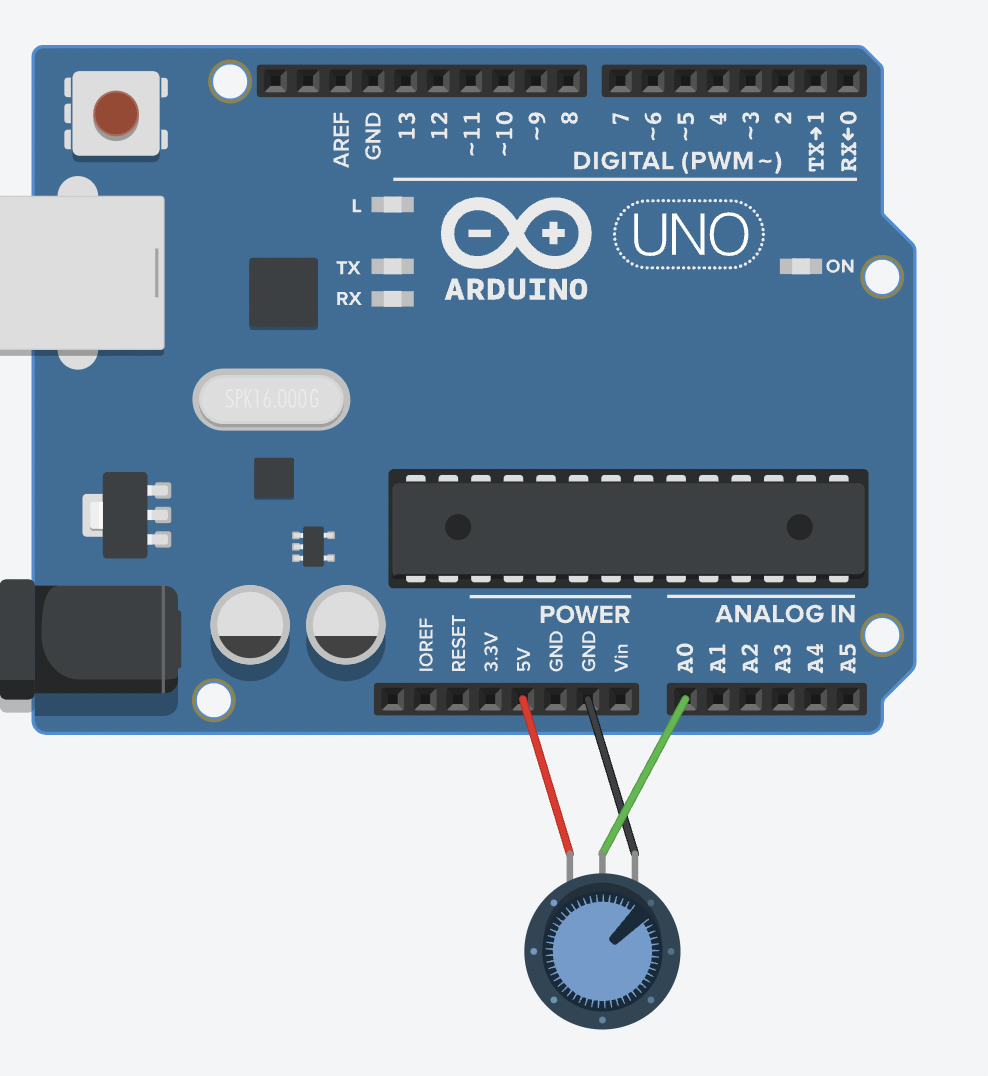 AREF
GND
13
12
~11
~10
~9
8
7
~6
~5
4
~3
2
TX→1
RX←0
DIGITAL (PWM~)
L
TX
RX
ARDUINO
UNO
ON
SPK16.000G
POWER
ANALOG IN
IOREF
RESET
3.3V
5V
GND
GND
Vin
A0
A1
A2
A3
A4
A5